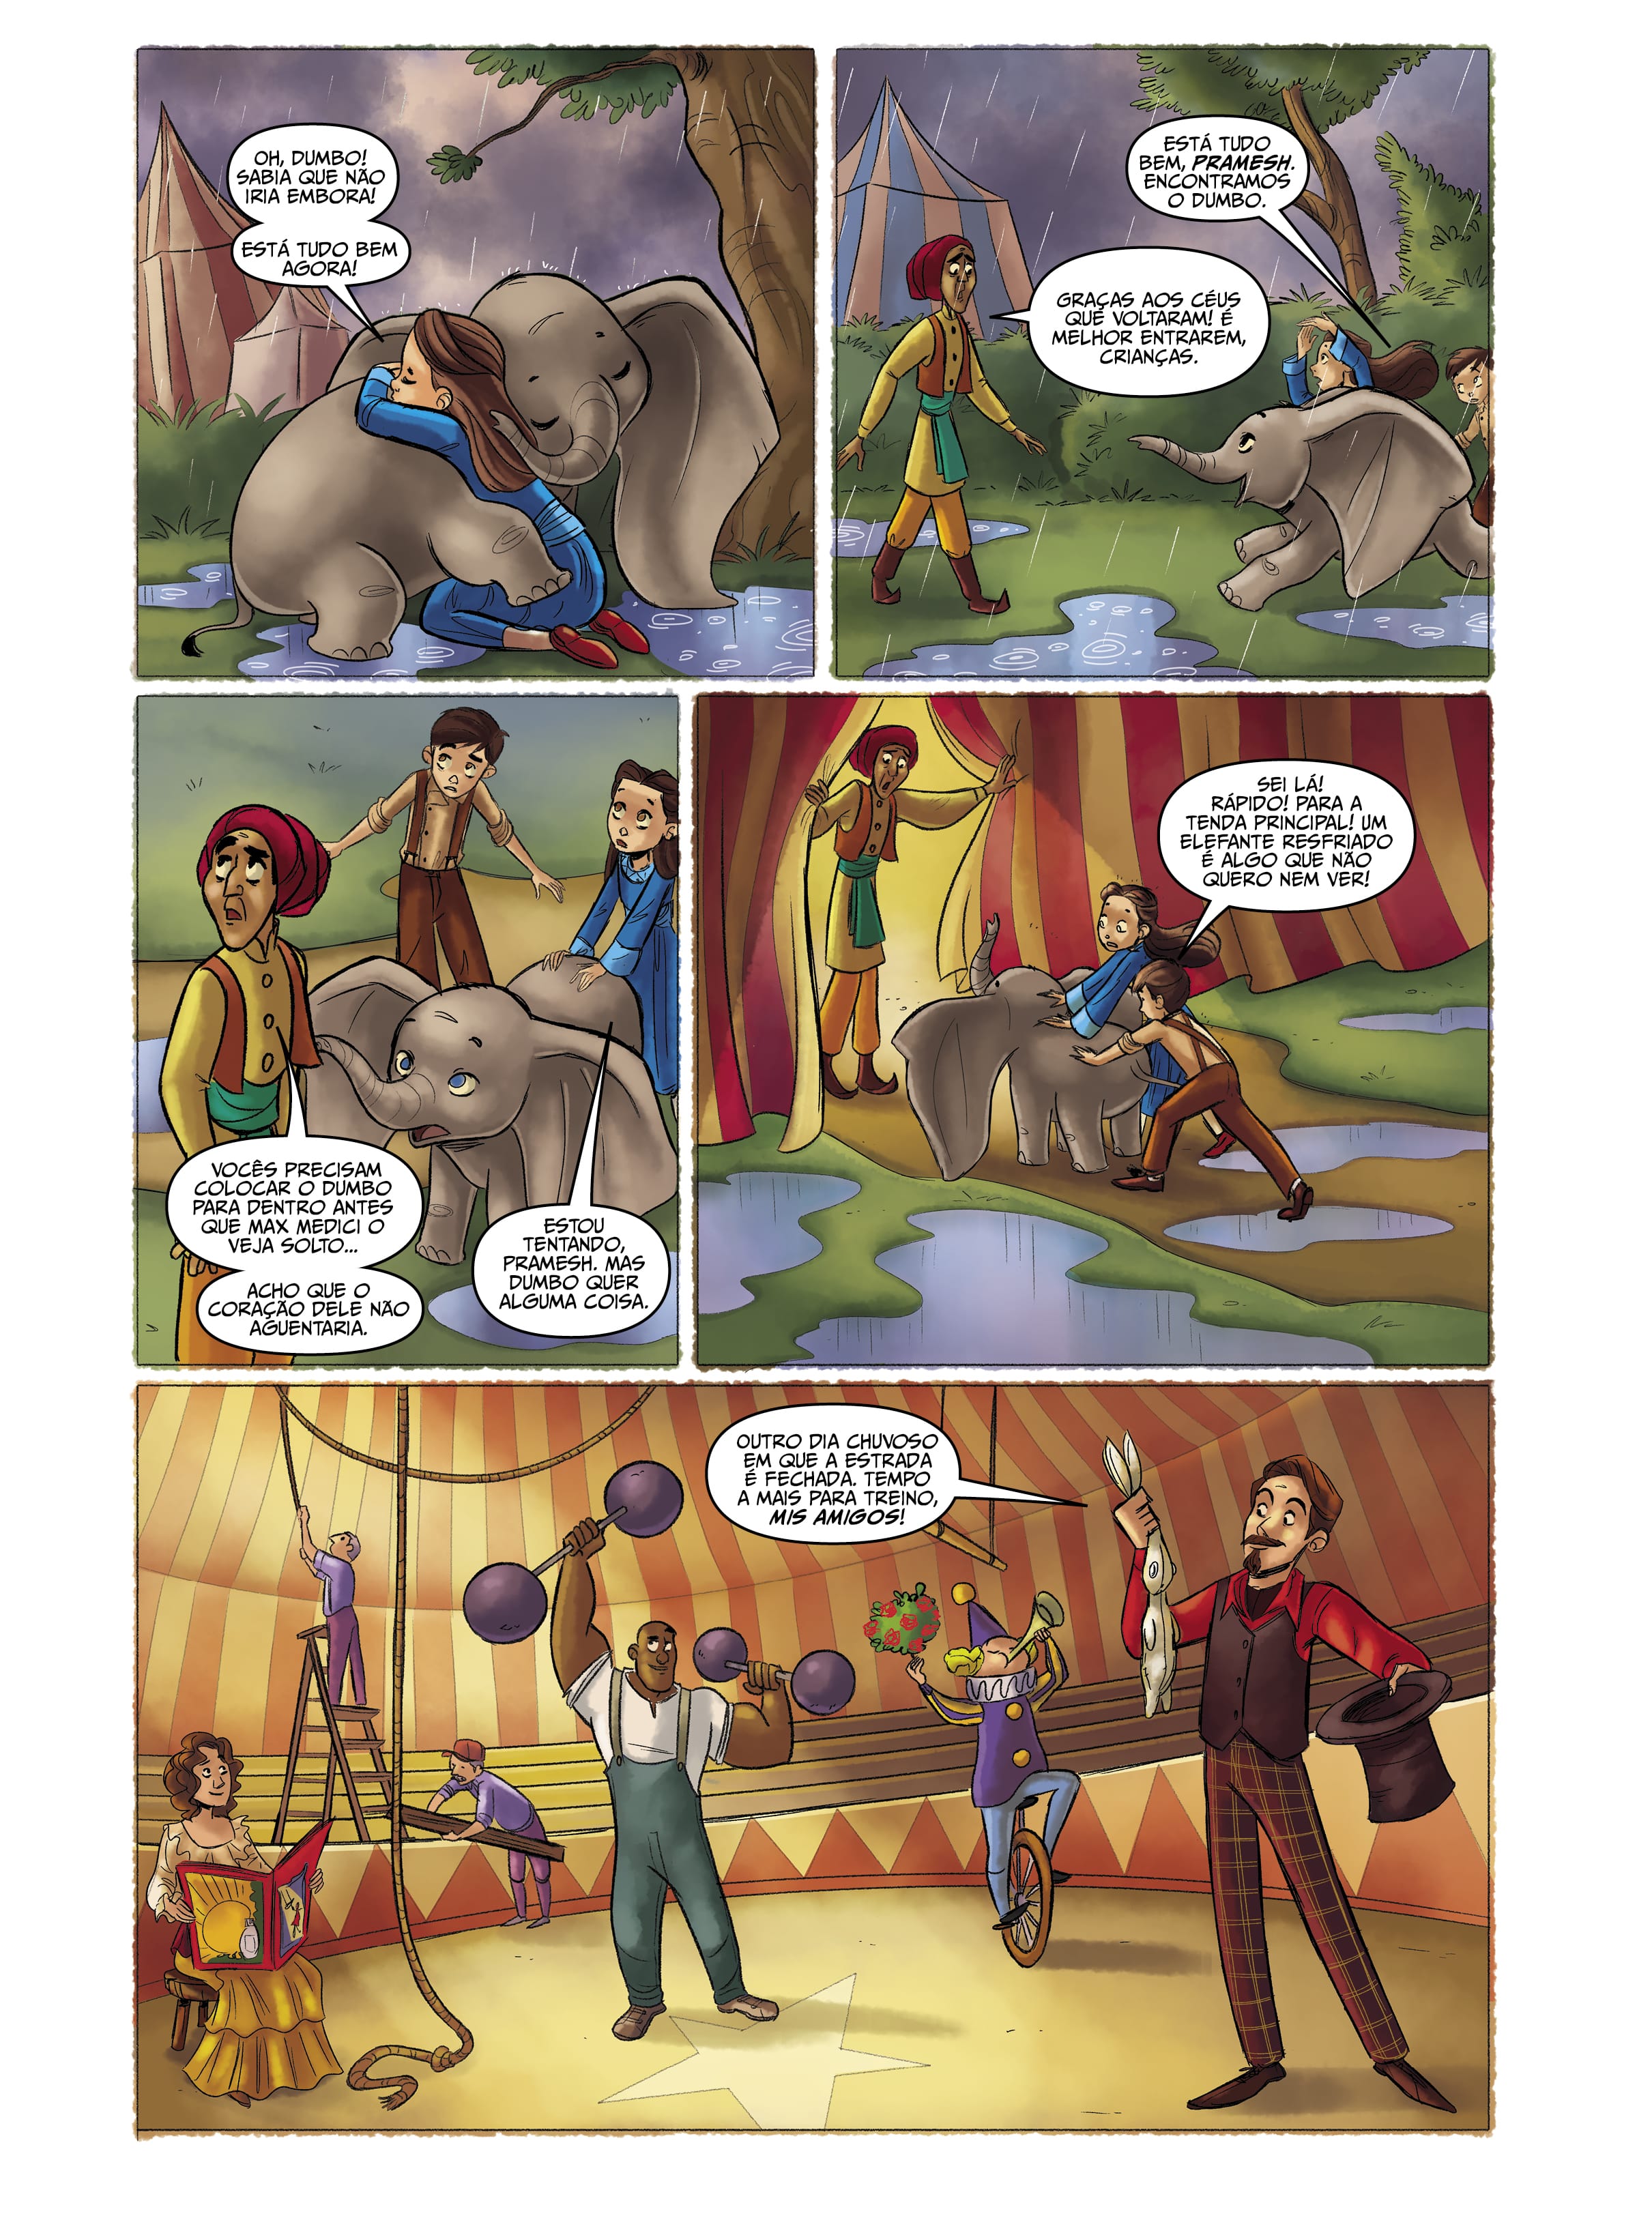 OH, DUMBO!
SABIA QUE NÃO
IRIA EMBORA!
ESTÁ TUDO BEM
AGORA!
ESTÁ TUDO
BEM, PRAMESH.
ENCONTRAMOS
O DUMBO.
GRAÇAS AOS CÉUS
QUE VOLTARAM! É
MELHOR ENTRAREM,
CRIANÇAS.
VOCÊS PRECISAM
COLOCAR O DUMBO
PARA DENTRO ANTES
QUE MAX MEDICI O
VEJA SOLTO...
ACHO QUE O
CORAÇÃO DELE NÃO
AGUENTARIA.
ESTOU
TENTANDO,
PRAMESH. MAS
DUMBO QUER
ALGUMA COISA.
SEI LÁ!
RÁPIDO! PARA A
TENDA PRINCIPAL! UM
ELEFANTE RESFRIADO
É ALGO QUE NÃO
QUERO NEM VER!
OUTRO DIA CHUVOSO
EM QUE A ESTRADA
É FECHADA. TEMPO
A MAIS PARA TREINO,
MIS AMIGOS!